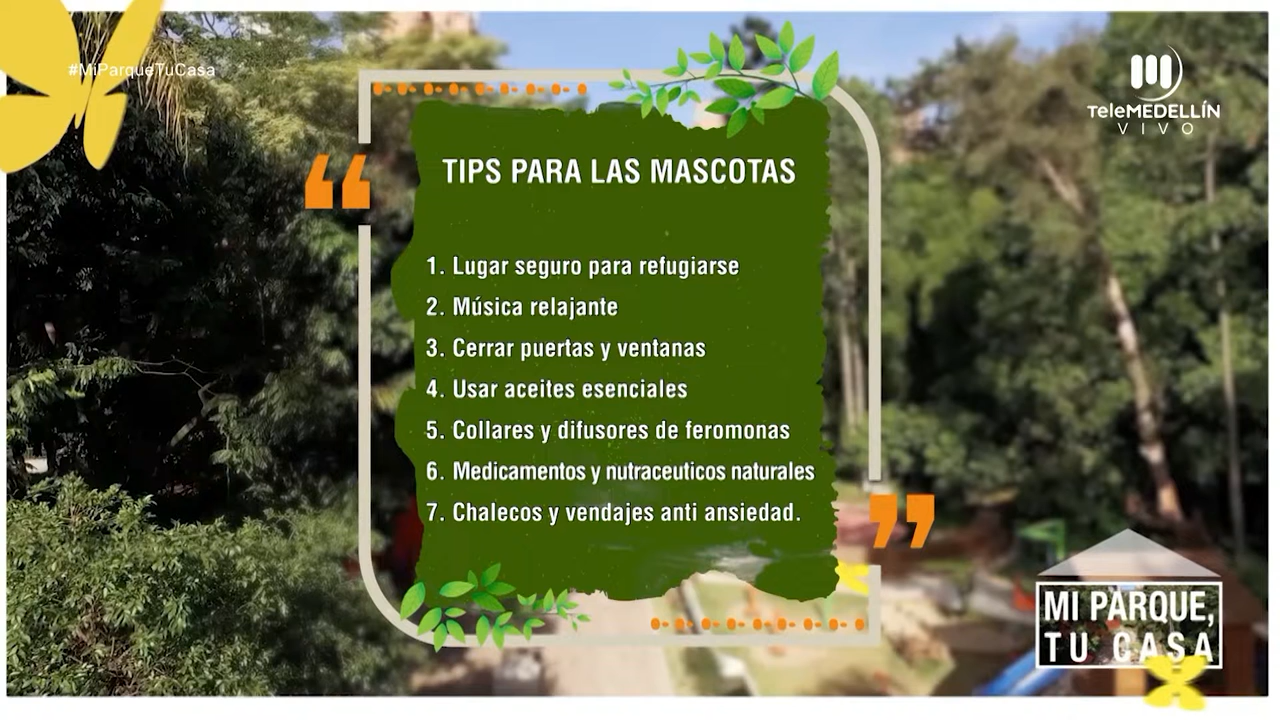 #MiParqueTuCasa
TeleMEDELLÍN
VIVO
TIPS PARA LAS MASCOTAS
1. Lugar seguro para refugiarse
2. Música relajante
3. Cerrar puertas y ventanas
4. Usar aceites esenciales
5. Collares y difusores de feromonas
6. Medicamentos y nutraceuticos naturales
7. Chalecos y vendajes anti ansiedad.
MI PARQUE,
TU CASA